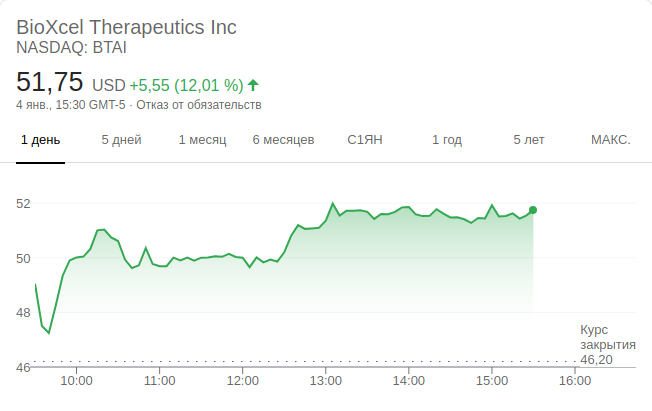 BioXcel Therapeutics Inc
NASDAQ: BTAI
51,75 USD +5,55 (12,01 %)
4 янв., 15:30 GMT-5 · Отказ от обязательств
1 день 5 дней 1 месяц 6 месяцев С1ЯН 1 год 5 лет МАКС.
52
50
48
46
Курс
закрытия
46,20
10:00 11:00 12:00 13:00 14:00 15:00 16:00